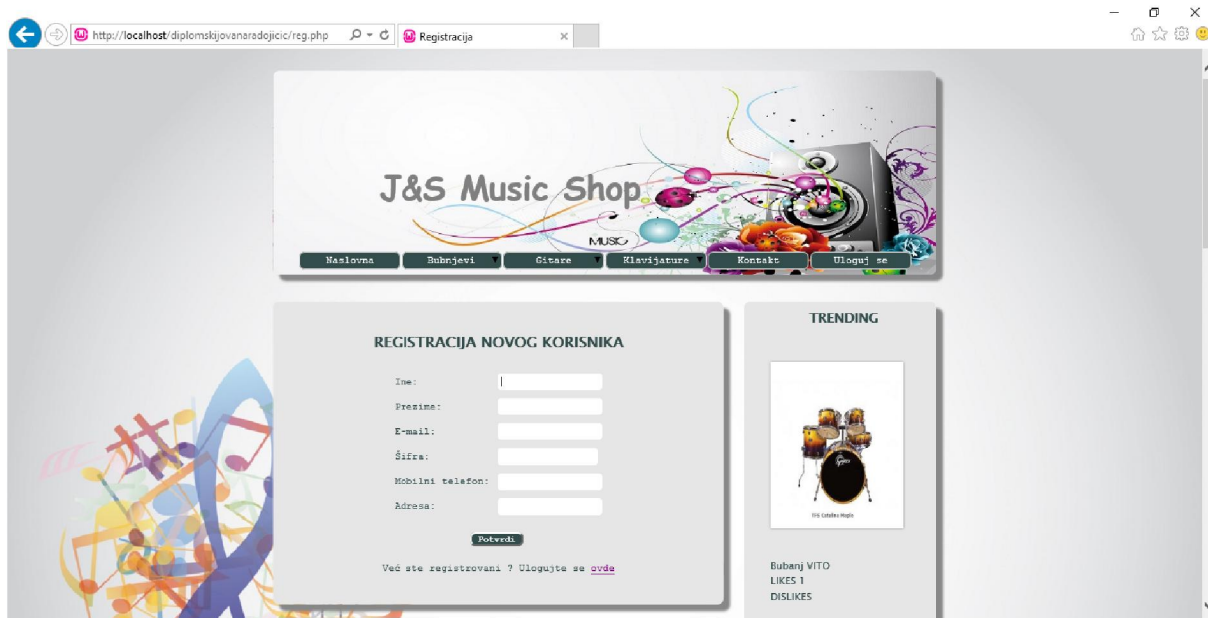 http://localhost/diplomskijovanaradojicic/reg.php
Registracija
J&S Music Shop
MUSIC
Naslovna Bubnjevi Gitare Klavijature Kontakt Uloguj se
REGISTRACIJA NOVOG KORISNIKA
Ime:
Prezime:
E-mail:
Šifra:
Mobilni telefon:
Adresa:
Potvrdi
Već ste registrovani ? Ulogujte se ovde
TRENDING
Bubanj VITO
LIKES 1
DISLIKES